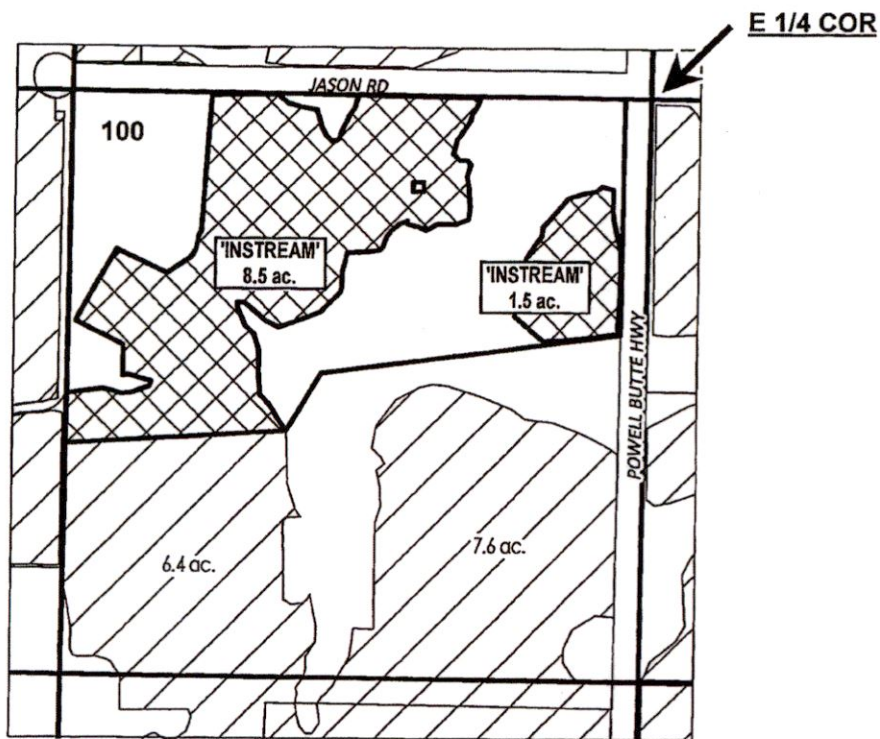 E 1/4 COR
JASON RD
100
'INSTREAM'
8.5 ac.
'INSTREAM'
1.5 ac.
POWELL BUTTE HWY
6.4 ac.
7.6 ac.